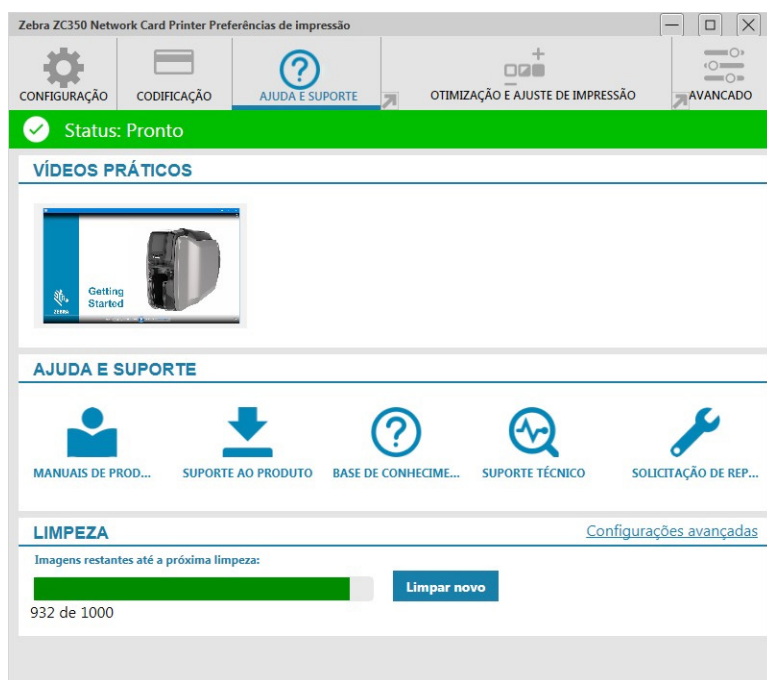 Zebra ZC350 Network Card Printer Preferências de impressão
CONFIGURAÇÃO
CODIFICAÇÃO
AJUDA E SUPORTE
OTIMIZAÇÃO E AJUSTE DE IMPRESSÃO
AVANCADO
Status: Pronto
VÍDEOS PRÁTICOS
Getting
Started
ZEBRA
AJUDA E SUPORTE
MANUAIS DE PROD...
SUPORTE AO PRODUTO
BASE DE CONHECIME...
SUPORTE TÉCNICO
SOLICITAÇÃO DE REP...
LIMPEZA
Configurações avançadas
Imagens restantes até a próxima limpeza:
Limpar novo
932 de 1000